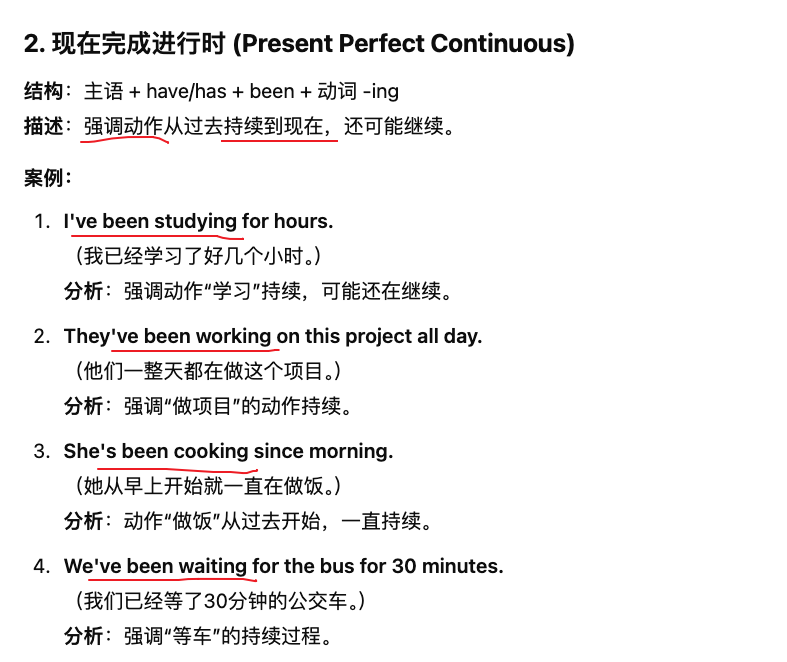 2. 现在完成进行时 (Present Perfect Continuous)
结构：主语 + have/has + been + 动词 -ing
描述：强调动作从过去持续到现在，还可能继续。
案例：
1. I've been studying for hours.
（我已经学习了好几个小时。）
分析：强调动作“学习”持续，可能还在继续。
2. They've been working on this project all day.
（他们一整天都在做这个项目。）
分析：强调“做项目”的动作持续。
3. She's been cooking since morning.
（她从早上开始就一直在做饭。）
分析：动作“做饭”从过去开始，一直持续。
4. We've been waiting for the bus for 30 minutes.
（我们已经等了30分钟的公交车。）
分析：强调“等车”的持续过程。